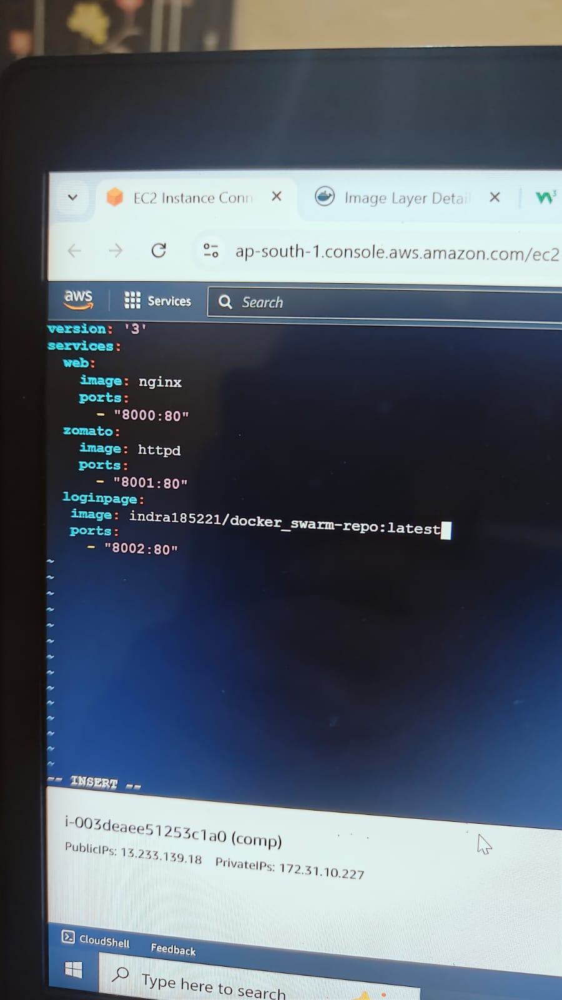 EC2 Instance Conn
Image Layer Detail
ap-south-1.console.aws.amazon.com/ec2
aws Services Search
version: '3'
services:
  web:
    image: nginx
    ports:
      - "8000:80"
  zomato:
    image: httpd
    ports:
      - "8001:80"
  loginpage:
   image: indra185221/docker_swarm-repo:latest
   ports:
     - "8002:80"
~
~
~
~
~
~
~
~
~
~
~
~
~
~
-- INSERT --
i-003deaee51253c1a0 (comp)
PublicIPs: 13.233.139.18 PrivateIPs: 172.31.10.227
CloudShell Feedback
Type here to search